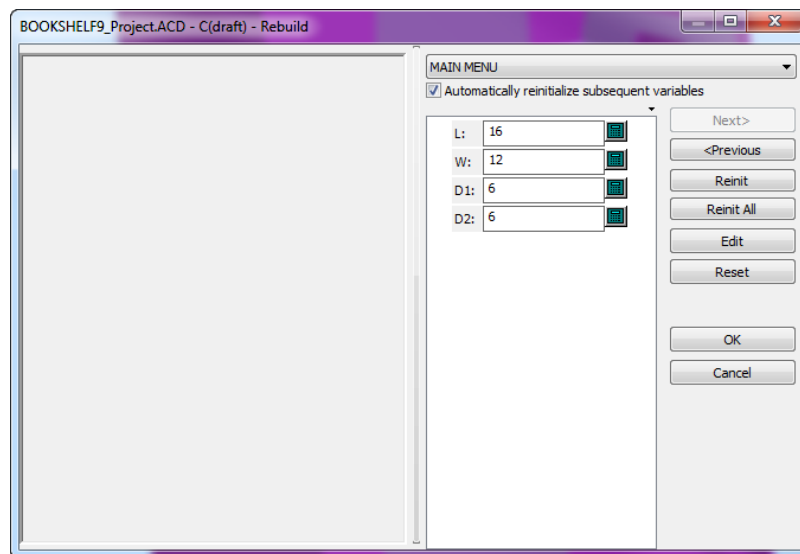 BOOKSHELF9_Project.ACD - C(draft) - Rebuild
MAIN MENU
Automatically reinitialize subsequent variables
L: 16
W: 12
D1: 6
D2: 6
Next>
<Previous
Reinit
Reinit All
Edit
Reset
OK
Cancel